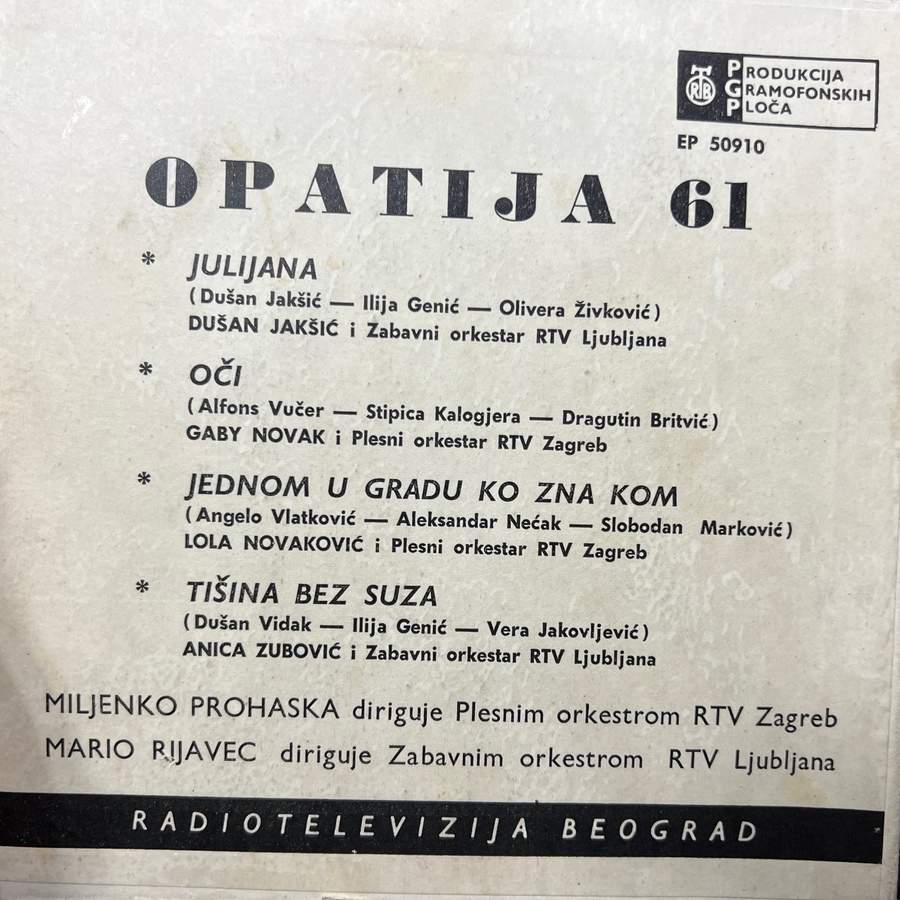 RTB
PRODUKCIJA
GRAMOFONSKIH
PLOČA
EP 50910
OPATIJA 61
* JULIJANA
(Dušan Jakšić — Ilija Genić — Olivera Živković)
DUŠAN JAKŠIĆ i Zabavni orkestar RTV Ljubljana
* OČI
(Alfons Vučer — Stipica Kalogjera — Dragutin Britvić)
GABY NOVAK i Plesni orkestar RTV Zagreb
* JEDNOM U GRADU KO ZNA KOM
(Angelo Vlatković — Aleksandar Nećak — Slobodan Marković)
LOLA NOVAKOVIĆ i Plesni orkestar RTV Zagreb
* TIŠINA BEZ SUZA
(Dušan Vidak — Ilija Genić — Vera Jakovljević)
ANICA ZUBOVIĆ i Zabavni orkestar RTV Ljubljana
MILJENKO PROHASKA diriguje Plesnim orkestrom RTV Zagreb
MARIO RIJAVEC diriguje Zabavnim orkestrom RTV Ljubljana
RADIOTELEVIZIJA BEOGRAD